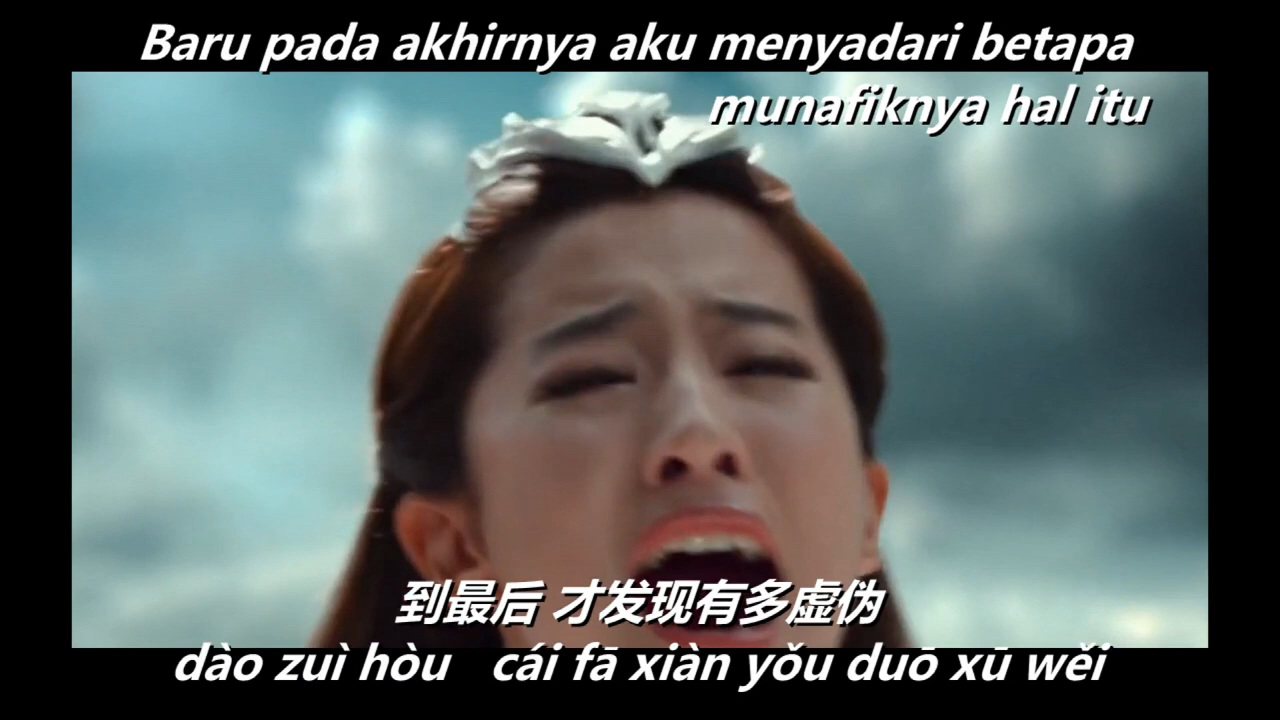 Baru pada akhirnya aku menyadari betapa
munafiknya hal itu
到最后 才发现有多虚伪
dào zuì hòu cái fā xiàn yǒu duō xū wěi